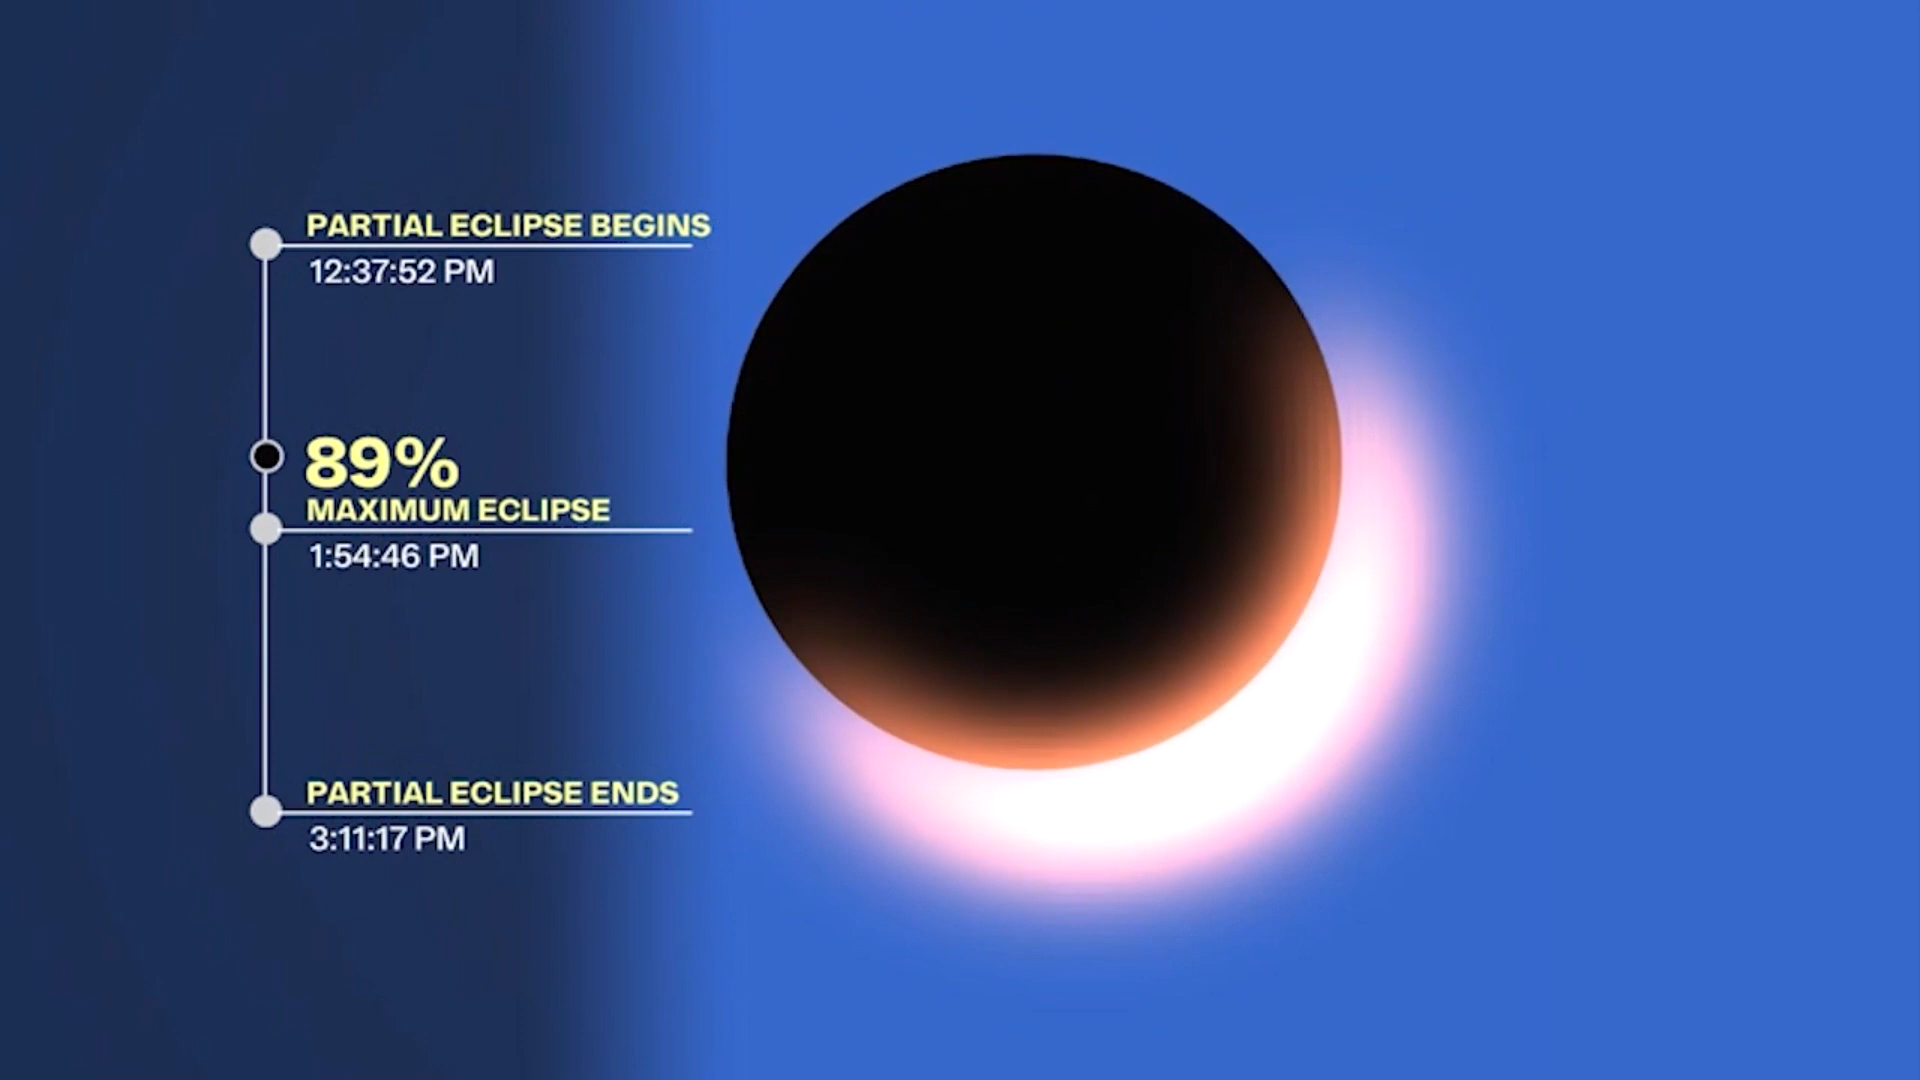 PARTIAL ECLIPSE BEGINS
12:37:52 PM
89%
MAXIMUM ECLIPSE
1:54:46 PM
PARTIAL ECLIPSE ENDS
3:11:17 PM